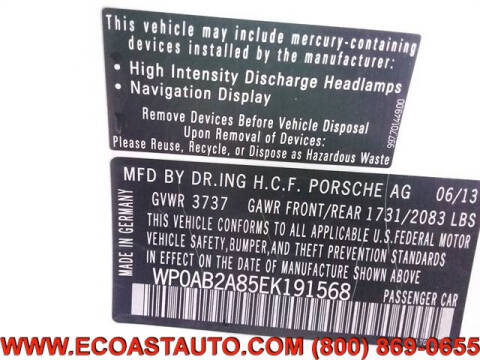 This vehicle may include mercury-containing
devices installed by the manufacturer:
• High Intensity Discharge Headlamps
• Navigation Display
Remove Devices Before Vehicle Disposal
Upon Removal of Devices:
Please Reuse, Recycle, or Dispose as Hazardous Waste
997.701.449.00
MFD BY DR.ING H.C.F. PORSCHE AG 06/13
GVWR 3737 GAWR FRONT/REAR 1731/2083 LBS
THIS VEHICLE CONFORMS TO ALL APPLICABLE U.S.FEDERAL MOTOR
VEHICLE SAFETY,BUMPER,AND THEFT PREVENTION STANDARDS
IN EFFECT ON THE DATE OF MANUFACTURE SHOWN ABOVE
WP0AB2A85EK191568 PASSENGER CAR
MADE IN GERMANY
WWW.ECOASTAUTO.COM (800) 869-0655